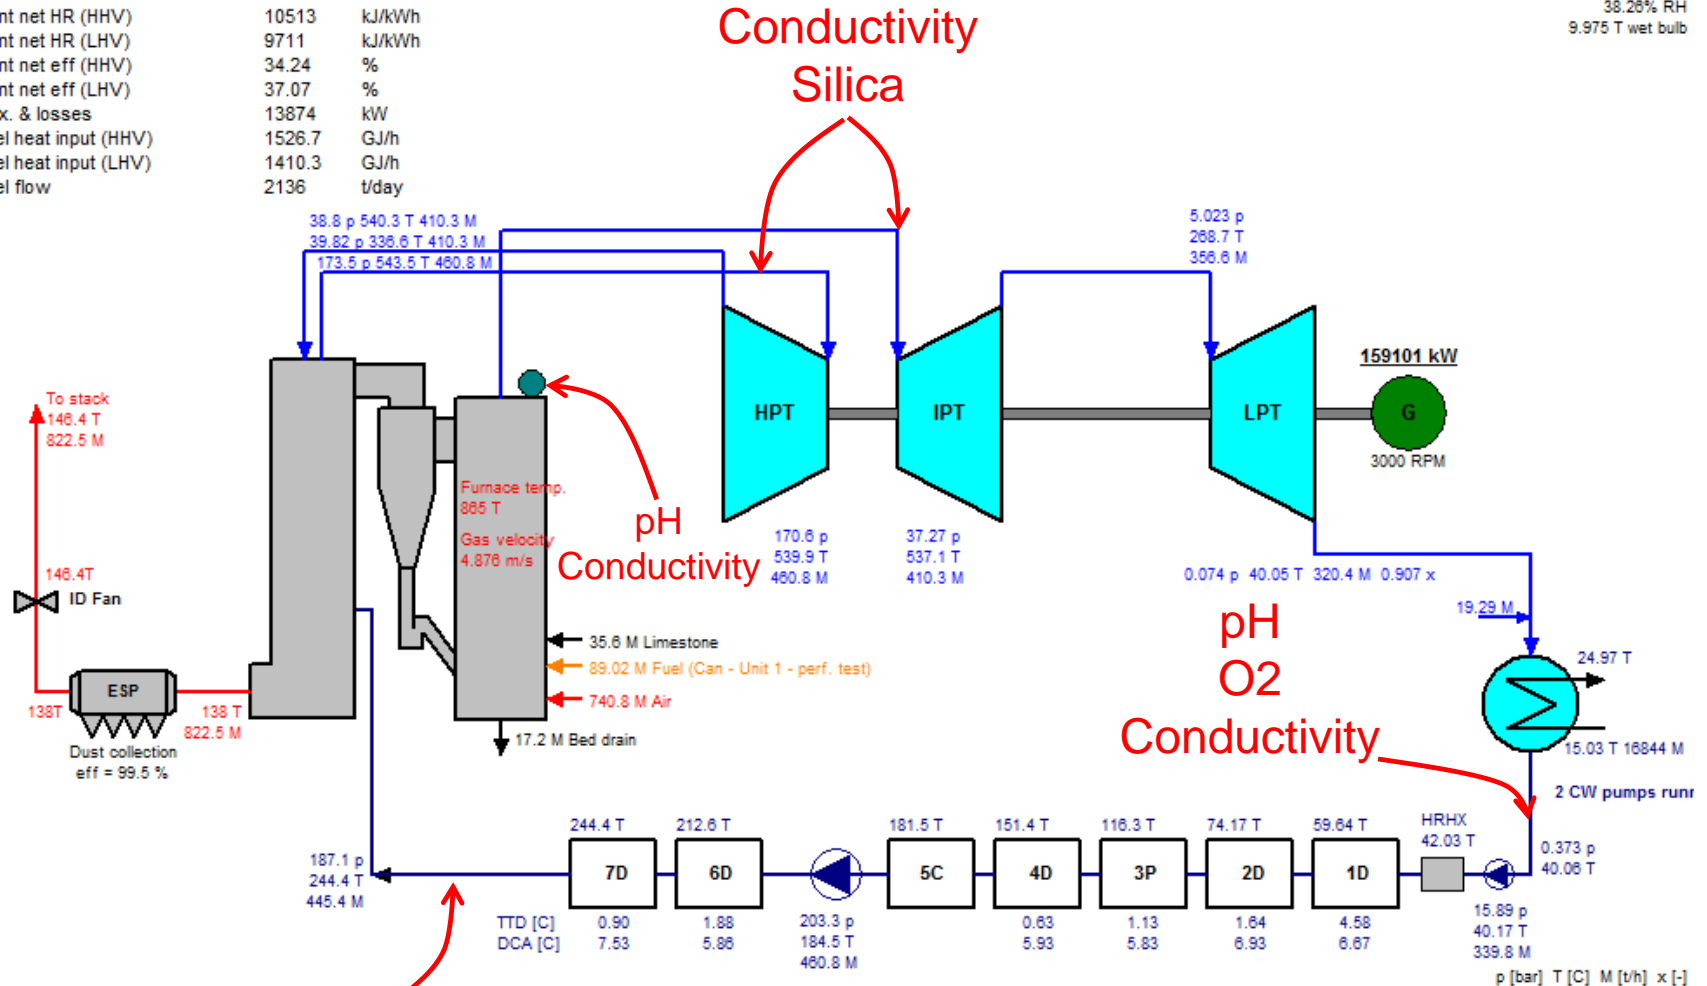 nt net HR (HHV) 10513 kJ/kWh
nt net HR (LHV) 9711 kJ/kWh
nt net eff (HHV) 34.24 %
nt net eff (LHV) 37.07 %
x. & losses 13874 kW
el heat input (HHV) 1526.7 GJ/h
el heat input (LHV) 1410.3 GJ/h
el flow 2136 t/day
Conductivity
Silica
38.26% RH
9.975 T wet bulb
38.8 p 540.3 T 410.3 M
39.82 p 336.6 T 410.3 M
173.5 p 543.5 T 460.8 M
5.023 p
268.7 T
356.6 M
159101 kW
HPT
IPT
LPT
G
3000 RPM
To stack
146.4 T
822.5 M
Furnace temp.
865 T
Gas velocity
4.876 m/s
pH
Conductivity
170.6 p
539.9 T
460.8 M
37.27 p
537.1 T
410.3 M
0.074 p 40.05 T 320.4 M 0.907 x
146.4T
ID Fan
19.29 M
pH
O2
Conductivity
35.6 M Limestone
89.02 M Fuel (Can - Unit 1 - perf. test)
740.8 M Air
17.2 M Bed drain
24.97 T
15.03 T 16844 M
ESP
138T
138 T
822.5 M
Dust collection
eff = 99.5 %
2 CW pumps runr
244.4 T
212.6 T
181.5 T
151.4 T
116.3 T
74.17 T
59.64 T
HRHX
42.03 T
0.373 p
40.06 T
187.1 p
244.4 T
445.4 M
7D
6D
5C
4D
3P
2D
1D
TTD [C] 0.90 1.88 0.63 1.13 1.64 4.58
DCA [C] 7.53 5.86 5.93 5.83 6.93 6.67
203.3 p
184.5 T
460.8 M
15.89 p
40.17 T
339.8 M
p [bar] T [C] M [t/h] x [-]